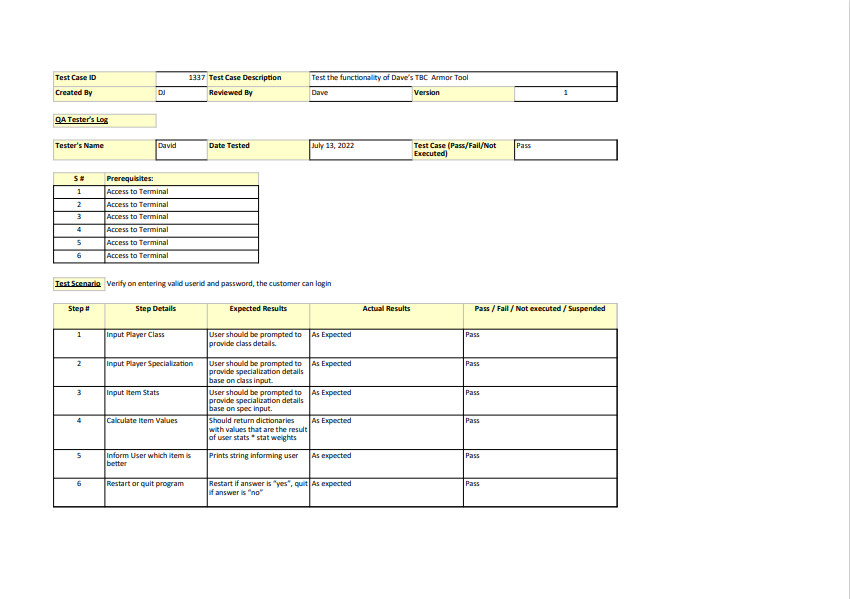 Test Case ID 1337 Test Case Description Test the functionality of Dave's TBC Armor Tool
Created By DJ Reviewed By Dave Version 1
QA Tester's Log
Tester's Name David Date Tested July 13, 2022 Test Case (Pass/Fail/Not Pass
Executed)
S # Prerequisites:
1 Access to Terminal
2 Access to Terminal
3 Access to Terminal
4 Access to Terminal
5 Access to Terminal
6 Access to Terminal
Test Scenario Verify on entering valid userid and password, the customer can login
Step # Step Details Expected Results Actual Results Pass / Fail / Not executed / Suspended
1 Input Player Class User should be prompted to As Expected Pass
provide class details.
2 Input Player Specialization User should be prompted to As Expected Pass
provide specialization details
base on class input.
3 Input Item Stats User should be prompted to As Expected Pass
provide specialization details
base on spec input.
4 Calculate Item Values Should return dictionaries As Expected Pass
with values that are the result
of user stats * stat weights
5 Inform User which item is Prints string informing user As expected Pass
better
6 Restart or quit program Restart if answer is "yes", quit As expected Pass
if answer is "no"